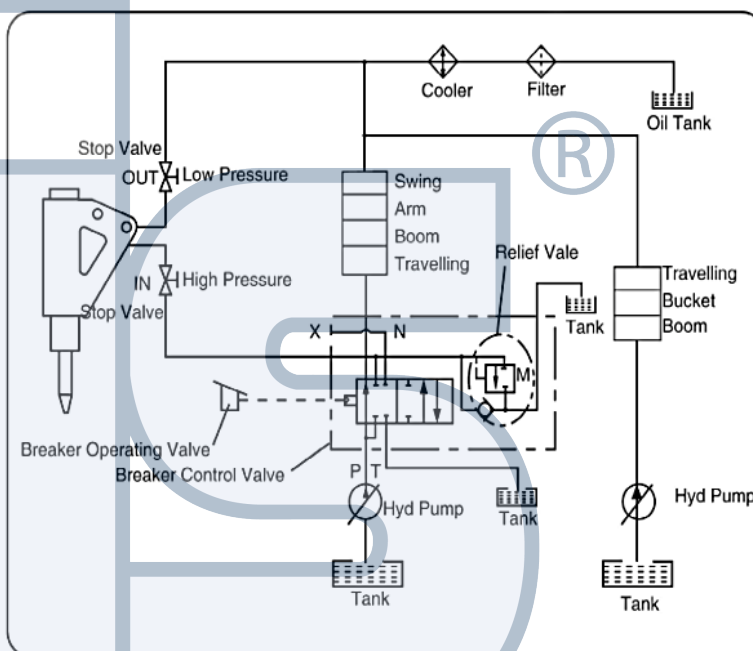 Cooler
Filter
Oil Tank
®
Stop Valve
OUT
Low Pressure
Swing
Arm
Boom
Travelling
Relief Vale
IN
High Pressure
Stop Valve
Travelling
Bucket
Boom
Tank
X
N
M
Breaker Operating Valve
Breaker Control Valve
P T
Hyd Pump
Tank
Hyd Pump
Tank
Tank